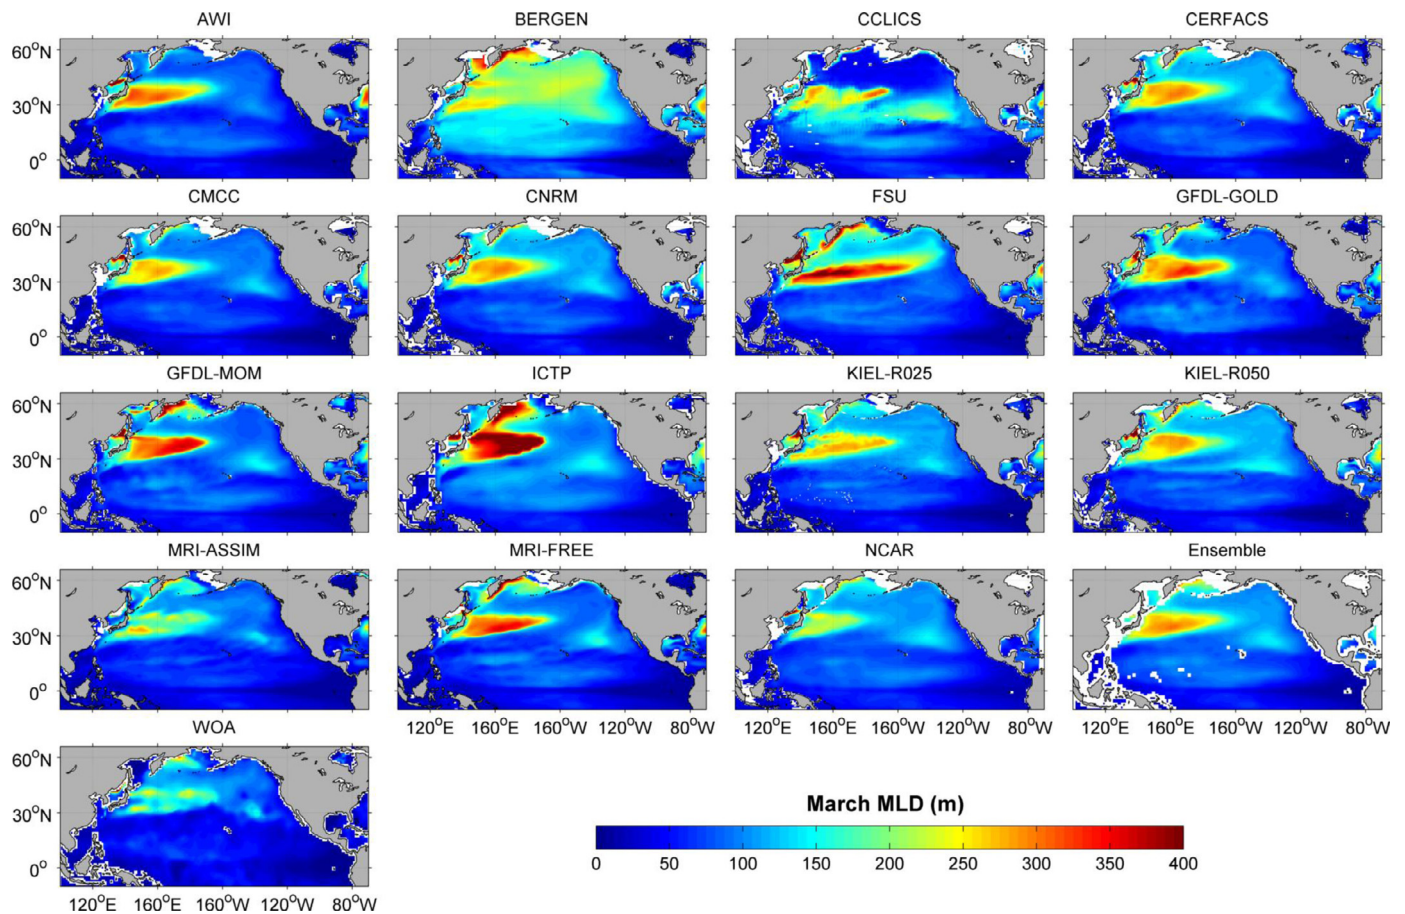 AWI BERGEN CCLICS CERFACS
60°N
30°N
0°
CMCC CNRM FSU GFDL-GOLD
60°N
30°N
0°
GFDL-MOM ICTP KIEL-R025 KIEL-R050
60°N
30°N
0°
MRI-ASSIM MRI-FREE NCAR Ensemble
60°N
30°N
0°
120°E 160°E 160°W 120°W 80°W 120°E 160°E 160°W 120°W 80°W 120°E 160°E 160°W 120°W 80°W
WOA
60°N
30°N
0°
120°E 160°E 160°W 120°W 80°W
March MLD (m)
0 50 100 150 200 250 300 350 400